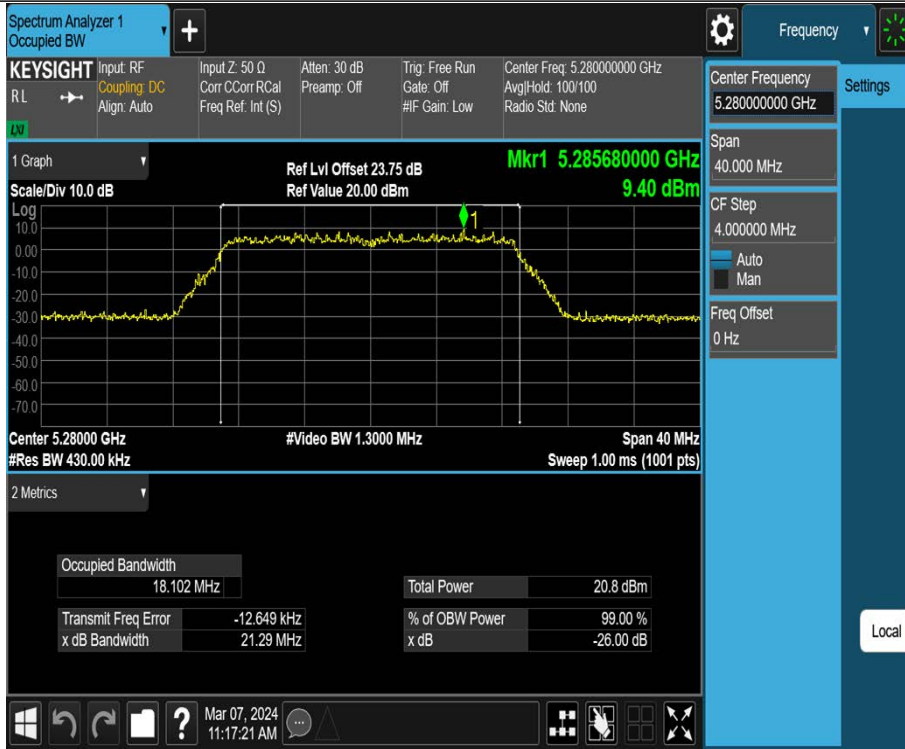 Spectrum Analyzer 1
Occupied BW
+
Frequency
KEYSIGHT
R L
LXI
Input: RF
Coupling: DC
Align: Auto
Input Z: 50 Ω
Corr CCorr RCal
Freq Ref: Int (S)
Atten: 30 dB
Preamp: Off
Trig: Free Run
Gate: Off
#IF Gain: Low
Center Freq: 5.280000000 GHz
Avg|Hold: 100/100
Radio Std: None
Center Frequency
5.280000000 GHz
Settings
Span
40.000 MHz
CF Step
4.000000 MHz
Auto
Man
Freq Offset
0 Hz
Local
1 Graph
Scale/Div 10.0 dB
Ref Lvl Offset 23.75 dB
Ref Value 20.00 dBm
Mkr1 5.285680000 GHz
9.40 dBm
Log
10.0
0.00
-10.0
-20.0
-30.0
-40.0
-50.0
-60.0
-70.0
1
Center 5.28000 GHz
#Video BW 1.3000 MHz
Span 40 MHz
#Res BW 430.00 kHz
Sweep 1.00 ms (1001 pts)
2 Metrics
Occupied Bandwidth
18.102 MHz
Total Power 20.8 dBm
Transmit Freq Error -12.649 kHz
% of OBW Power 99.00 %
x dB Bandwidth 21.29 MHz
x dB -26.00 dB
?
Mar 07, 2024
11:17:21 AM